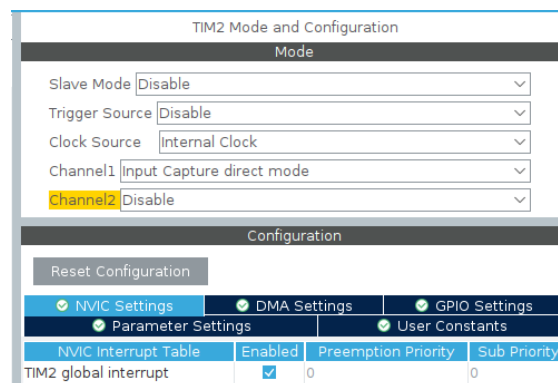 TIM2 Mode and Configuration
Mode
Slave Mode Disable
Trigger Source Disable
Clock Source Internal Clock
Channel1 Input Capture direct mode
Channel2 Disable
Configuration
Reset Configuration
NVIC Settings DMA Settings GPIO Settings
Parameter Settings User Constants
NVIC Interrupt Table Enabled Preemption Priority Sub Priority
TIM2 global interrupt 0 0